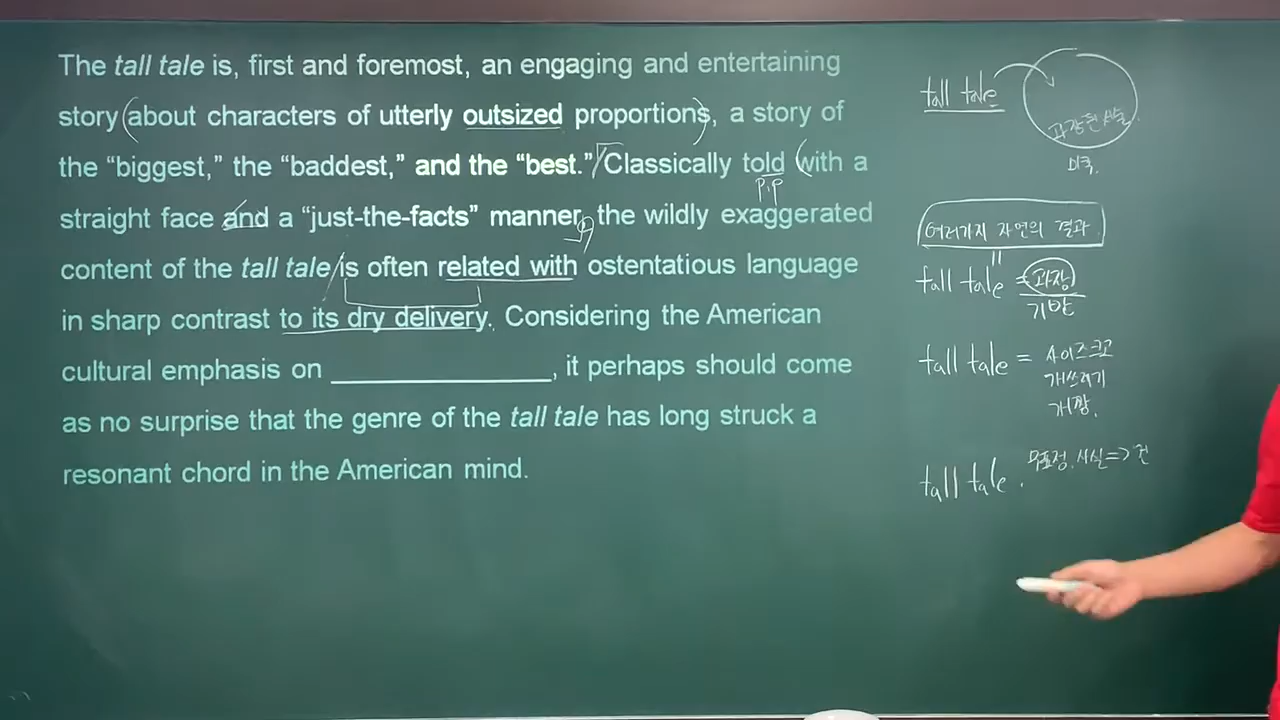 The tall tale is, first and foremost, an engaging and entertaining
story (about characters of utterly outsized proportions), a story of
the “biggest,” the “baddest,” and the “best.” Classically told (with a
p.p
straight face and a “just-the-facts” manner, the wildly exaggerated
content of the tall tale is often related with ostentatious language
in sharp contrast to its dry delivery. Considering the American
cultural emphasis on ____________, it perhaps should come
as no surprise that the genre of the tall tale has long struck a
resonant chord in the American mind.
tall tale
과장된
미국.
여러가지 자연의 결과
tall tale = 과장
기반
tall tale = 사이즈크고
개쓰레기
개짱.
tall tale. 무표정, 사실 =>